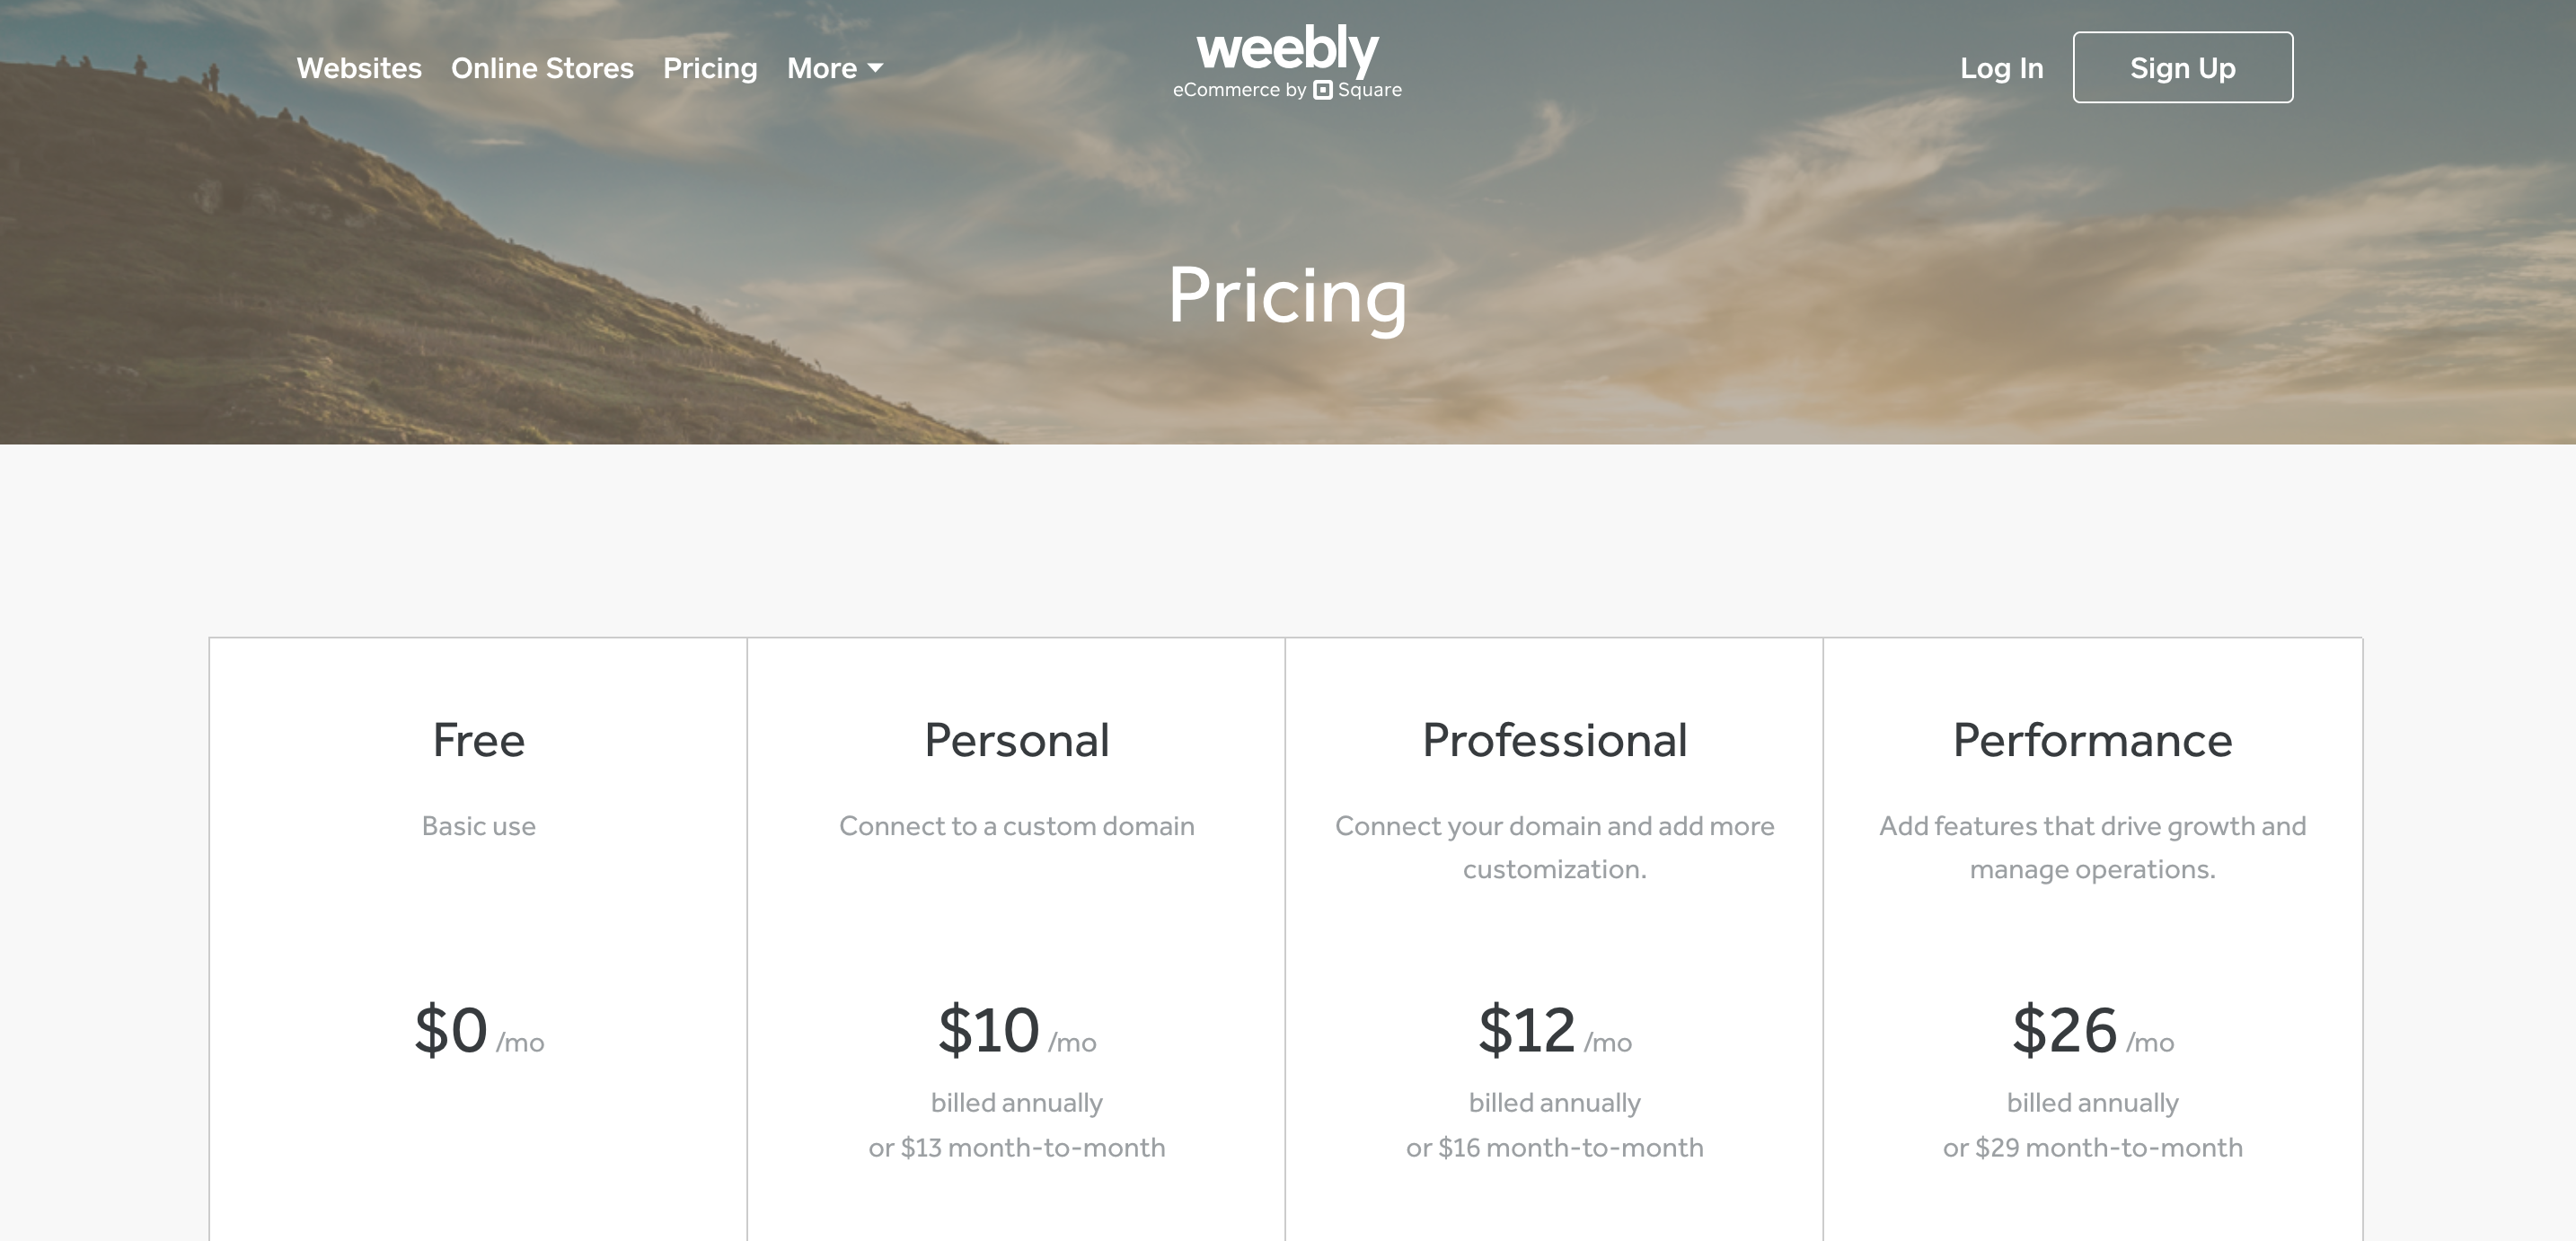 Websites Online Stores Pricing More
weebly
eCommerce by Square
Log In Sign Up
Pricing
Free
Basic use
$0 /mo
Personal
Connect to a custom domain
$10 /mo
billed annually
or $13 month-to-month
Professional
Connect your domain and add more
customization.
$12 /mo
billed annually
or $16 month-to-month
Performance
Add features that drive growth and
manage operations.
$26 /mo
billed annually
or $29 month-to-month